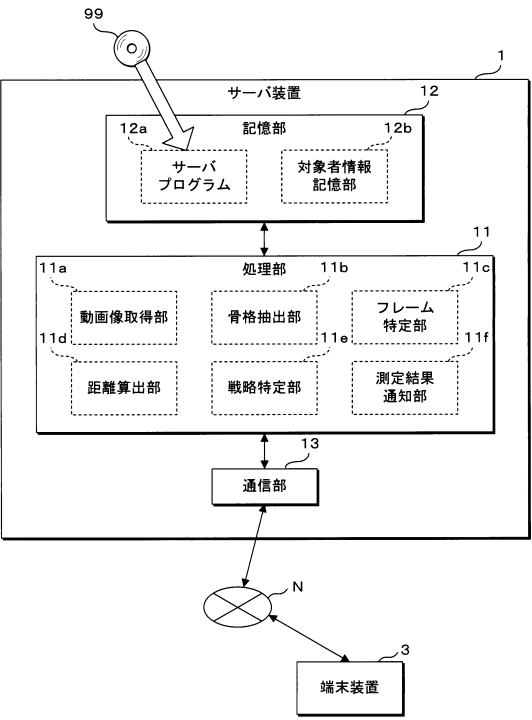 99
1
サーバ装置
12
記憶部
12a
12b
サーバ
プログラム
対象者情報
記憶部
11
処理部
11a
11b
11c
動画像取得部
骨格抽出部
フレーム
特定部
11d
11e
11f
距離算出部
戦略特定部
測定結果
通知部
13
通信部
N
3
端末装置